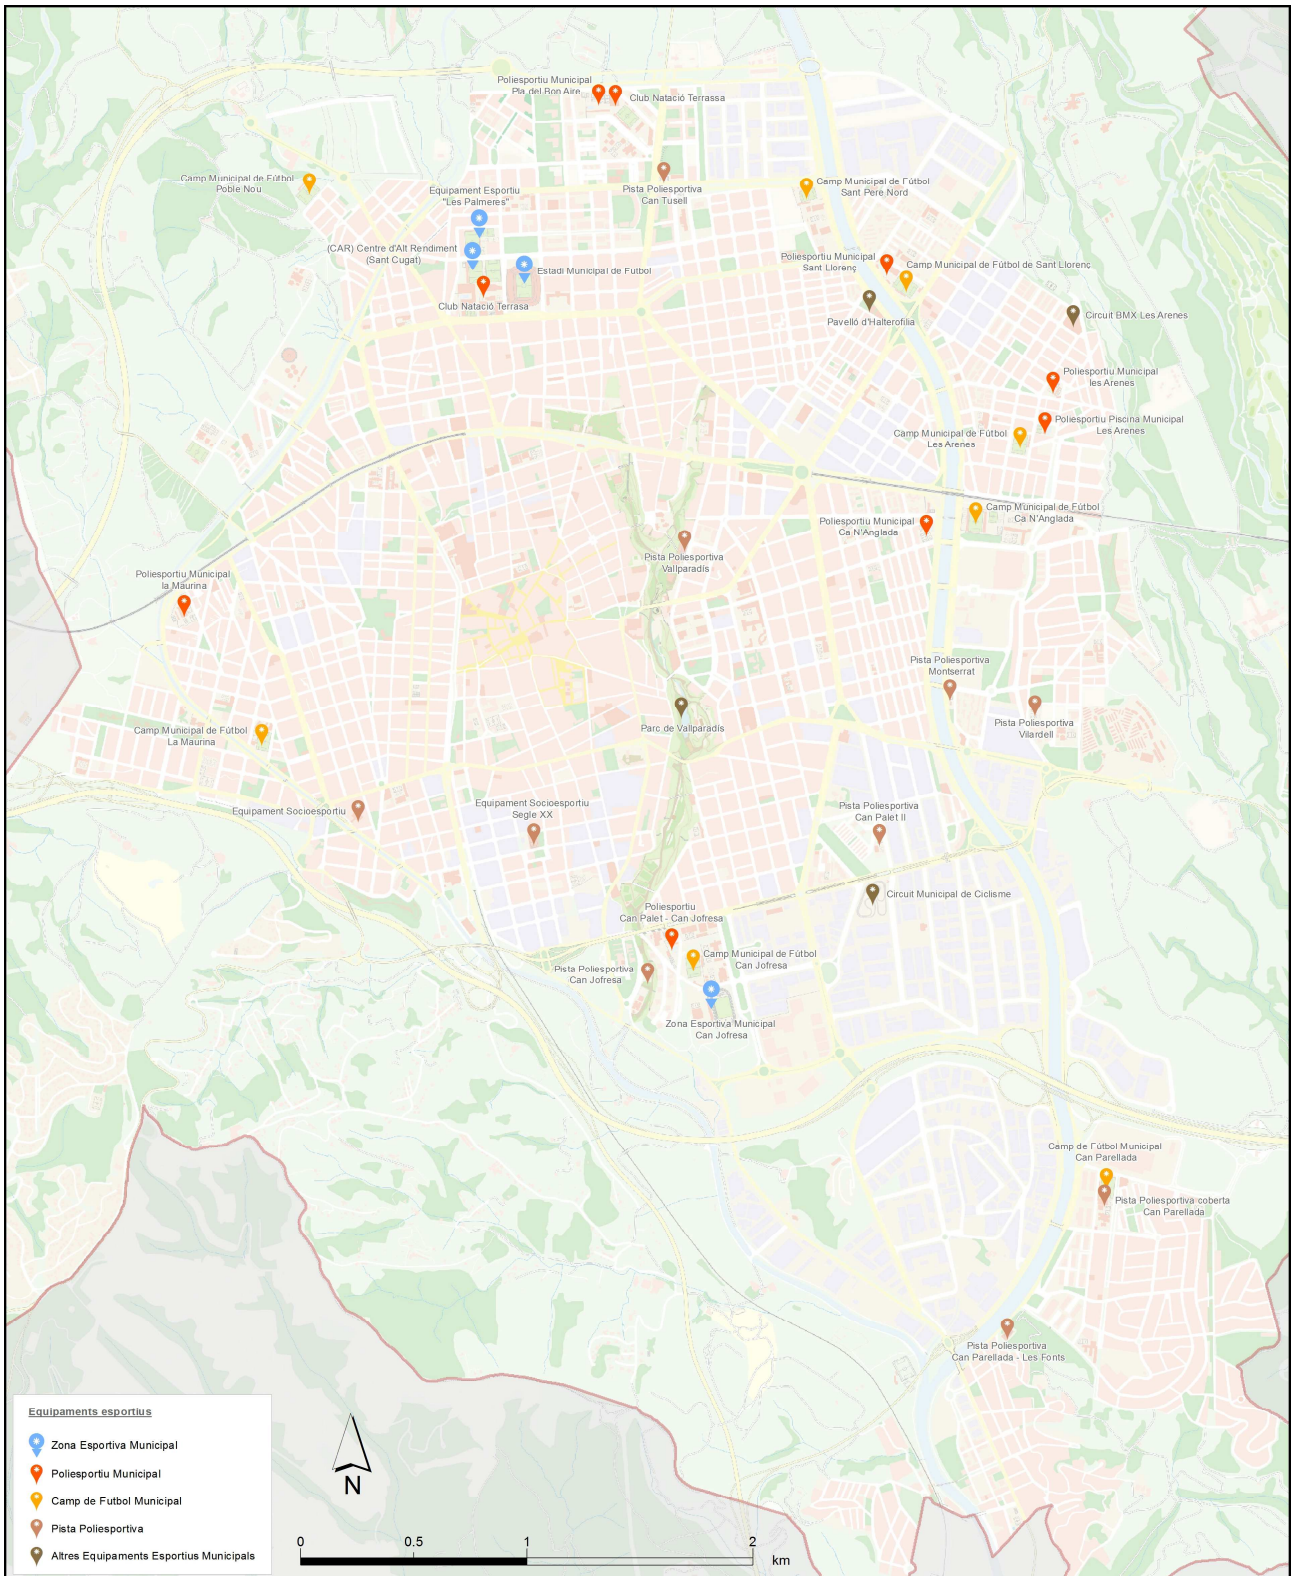 Poliesportiu Municipal
Pla del Bon Aire
Club Natació Terrassa
Camp Municipal de Fútbol
Poble Nou
Equipament Esportiu
"Les Palmeres"
Pista Poliesportiva
Can Tusell
Camp Municipal de Fútbol
Sant Pere Nord
(CAR) Centre d'Alt Rendiment
(Sant Cugat)
Estadi Municipal de Futbol
Club Natació Terrasa
Poliesportiu Municipal
Sant Llorenç
Camp Municipal de Fútbol de Sant Llorenç
Pavelló d'Halterofilia
Circuit BMX Les Arenes
Poliesportiu Municipal
les Arenes
Poliesportiu Piscina Municipal
Les Arenes
Camp Municipal de Fútbol
Les Arenes
Camp Municipal de Fútbol
Ca N'Anglada
Poliesportiu Municipal
Ca N'Anglada
Pista Poliesportiva
Vallparadís
Poliesportiu Municipal
la Maurina
Pista Poliesportiva
Montserrat
Pista Poliesportiva
Vilardell
Parc de Vallparadís
Camp Municipal de Fútbol
La Maurina
Equipament Socioesportiu
Equipament Socioesportiu
Segle XX
Pista Poliesportiva
Can Palet II
Circuit Municipal de Ciclisme
Poliesportiu
Can Palet - Can Jofresa
Camp Municipal de Fútbol
Can Jofresa
Pista Poliesportiva
Can Jofresa
Zona Esportiva Municipal
Can Jofresa
Camp de Fútbol Municipal
Can Parellada
Pista Poliesportiva coberta
Can Parellada
Pista Poliesportiva
Can Parellada - Les Fonts
Equipaments esportius
Zona Esportiva Municipal
Poliesportiu Municipal
Camp de Futbol Municipal
Pista Poliesportiva
Altres Equipaments Esportius Municipals
N
0 0.5 1 2
km